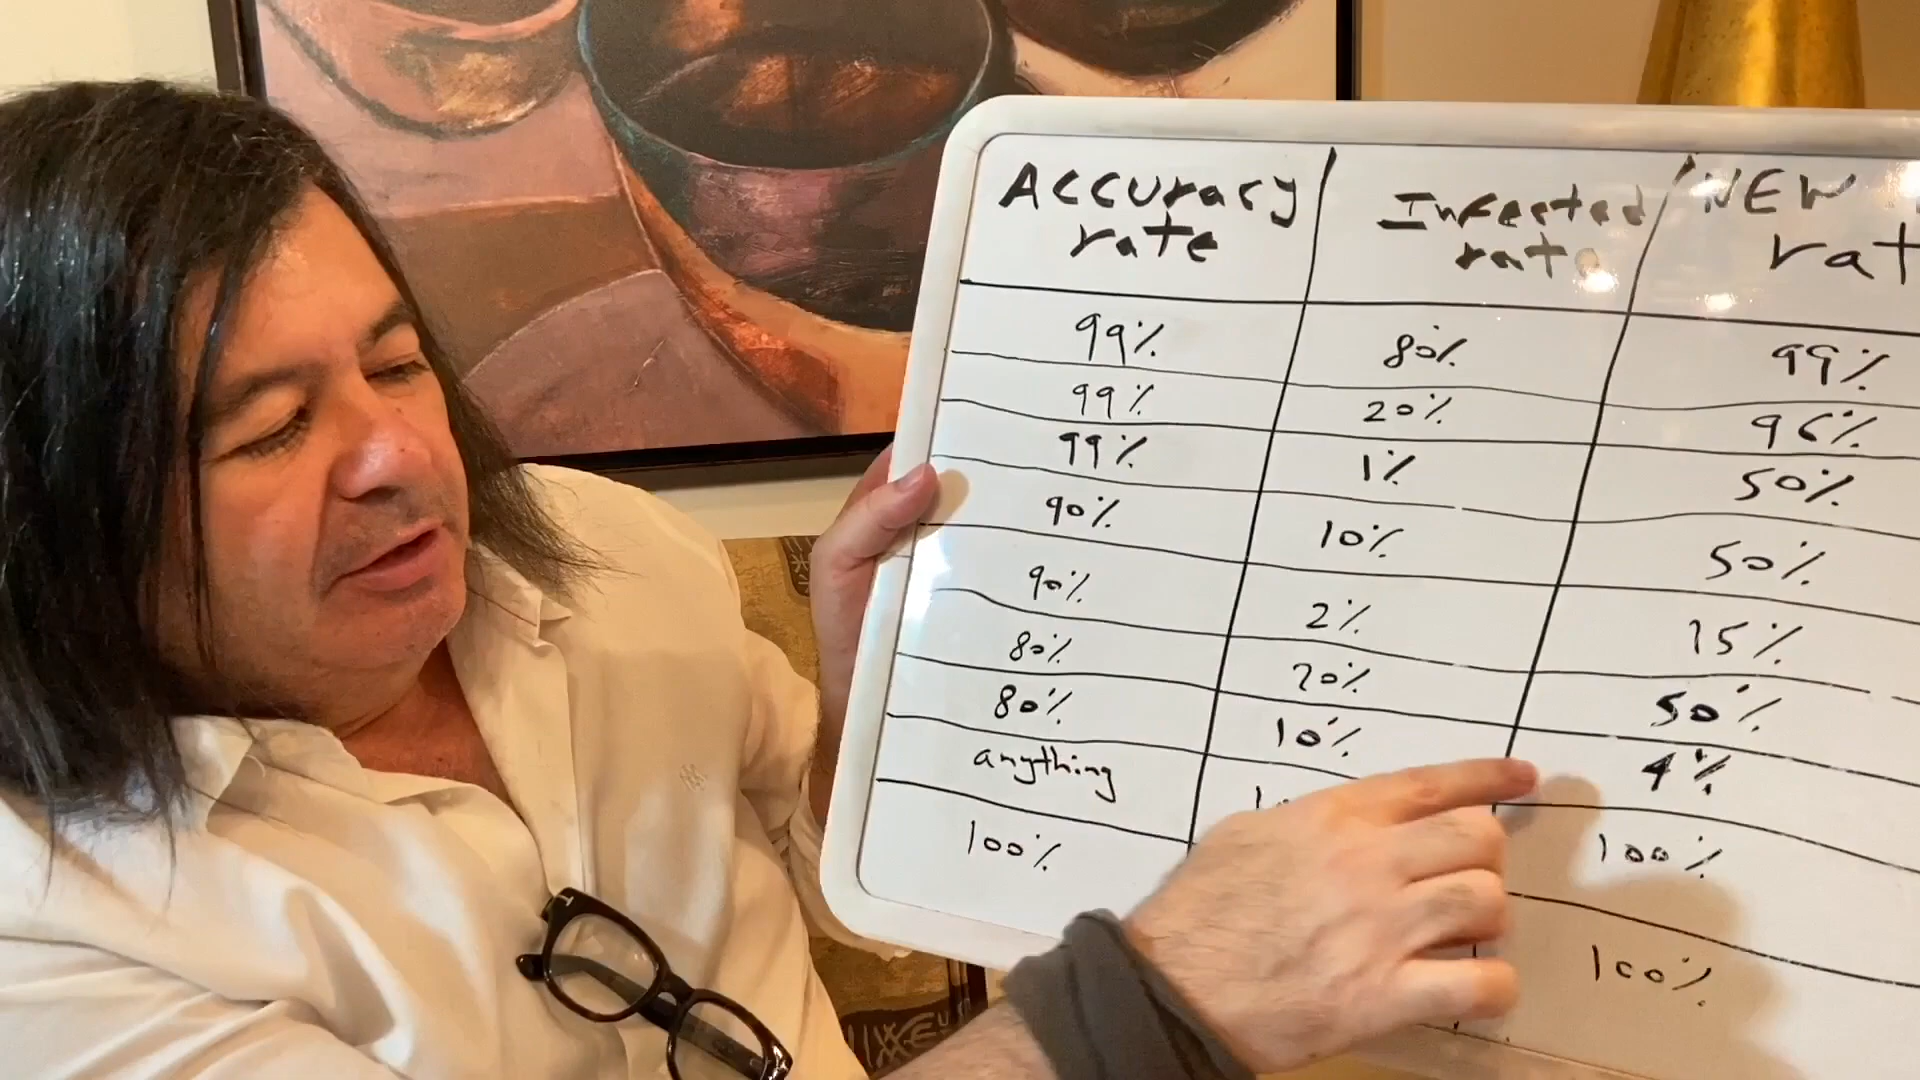 Accuracy rate
Infected rate
NEW
99% 80% 99%
99% 20% 96%
99% 1% 50%
90% 10% 50%
90% 2% 15%
80% 20% 50%
80% 10% 4%
anything 100%
100% 100%